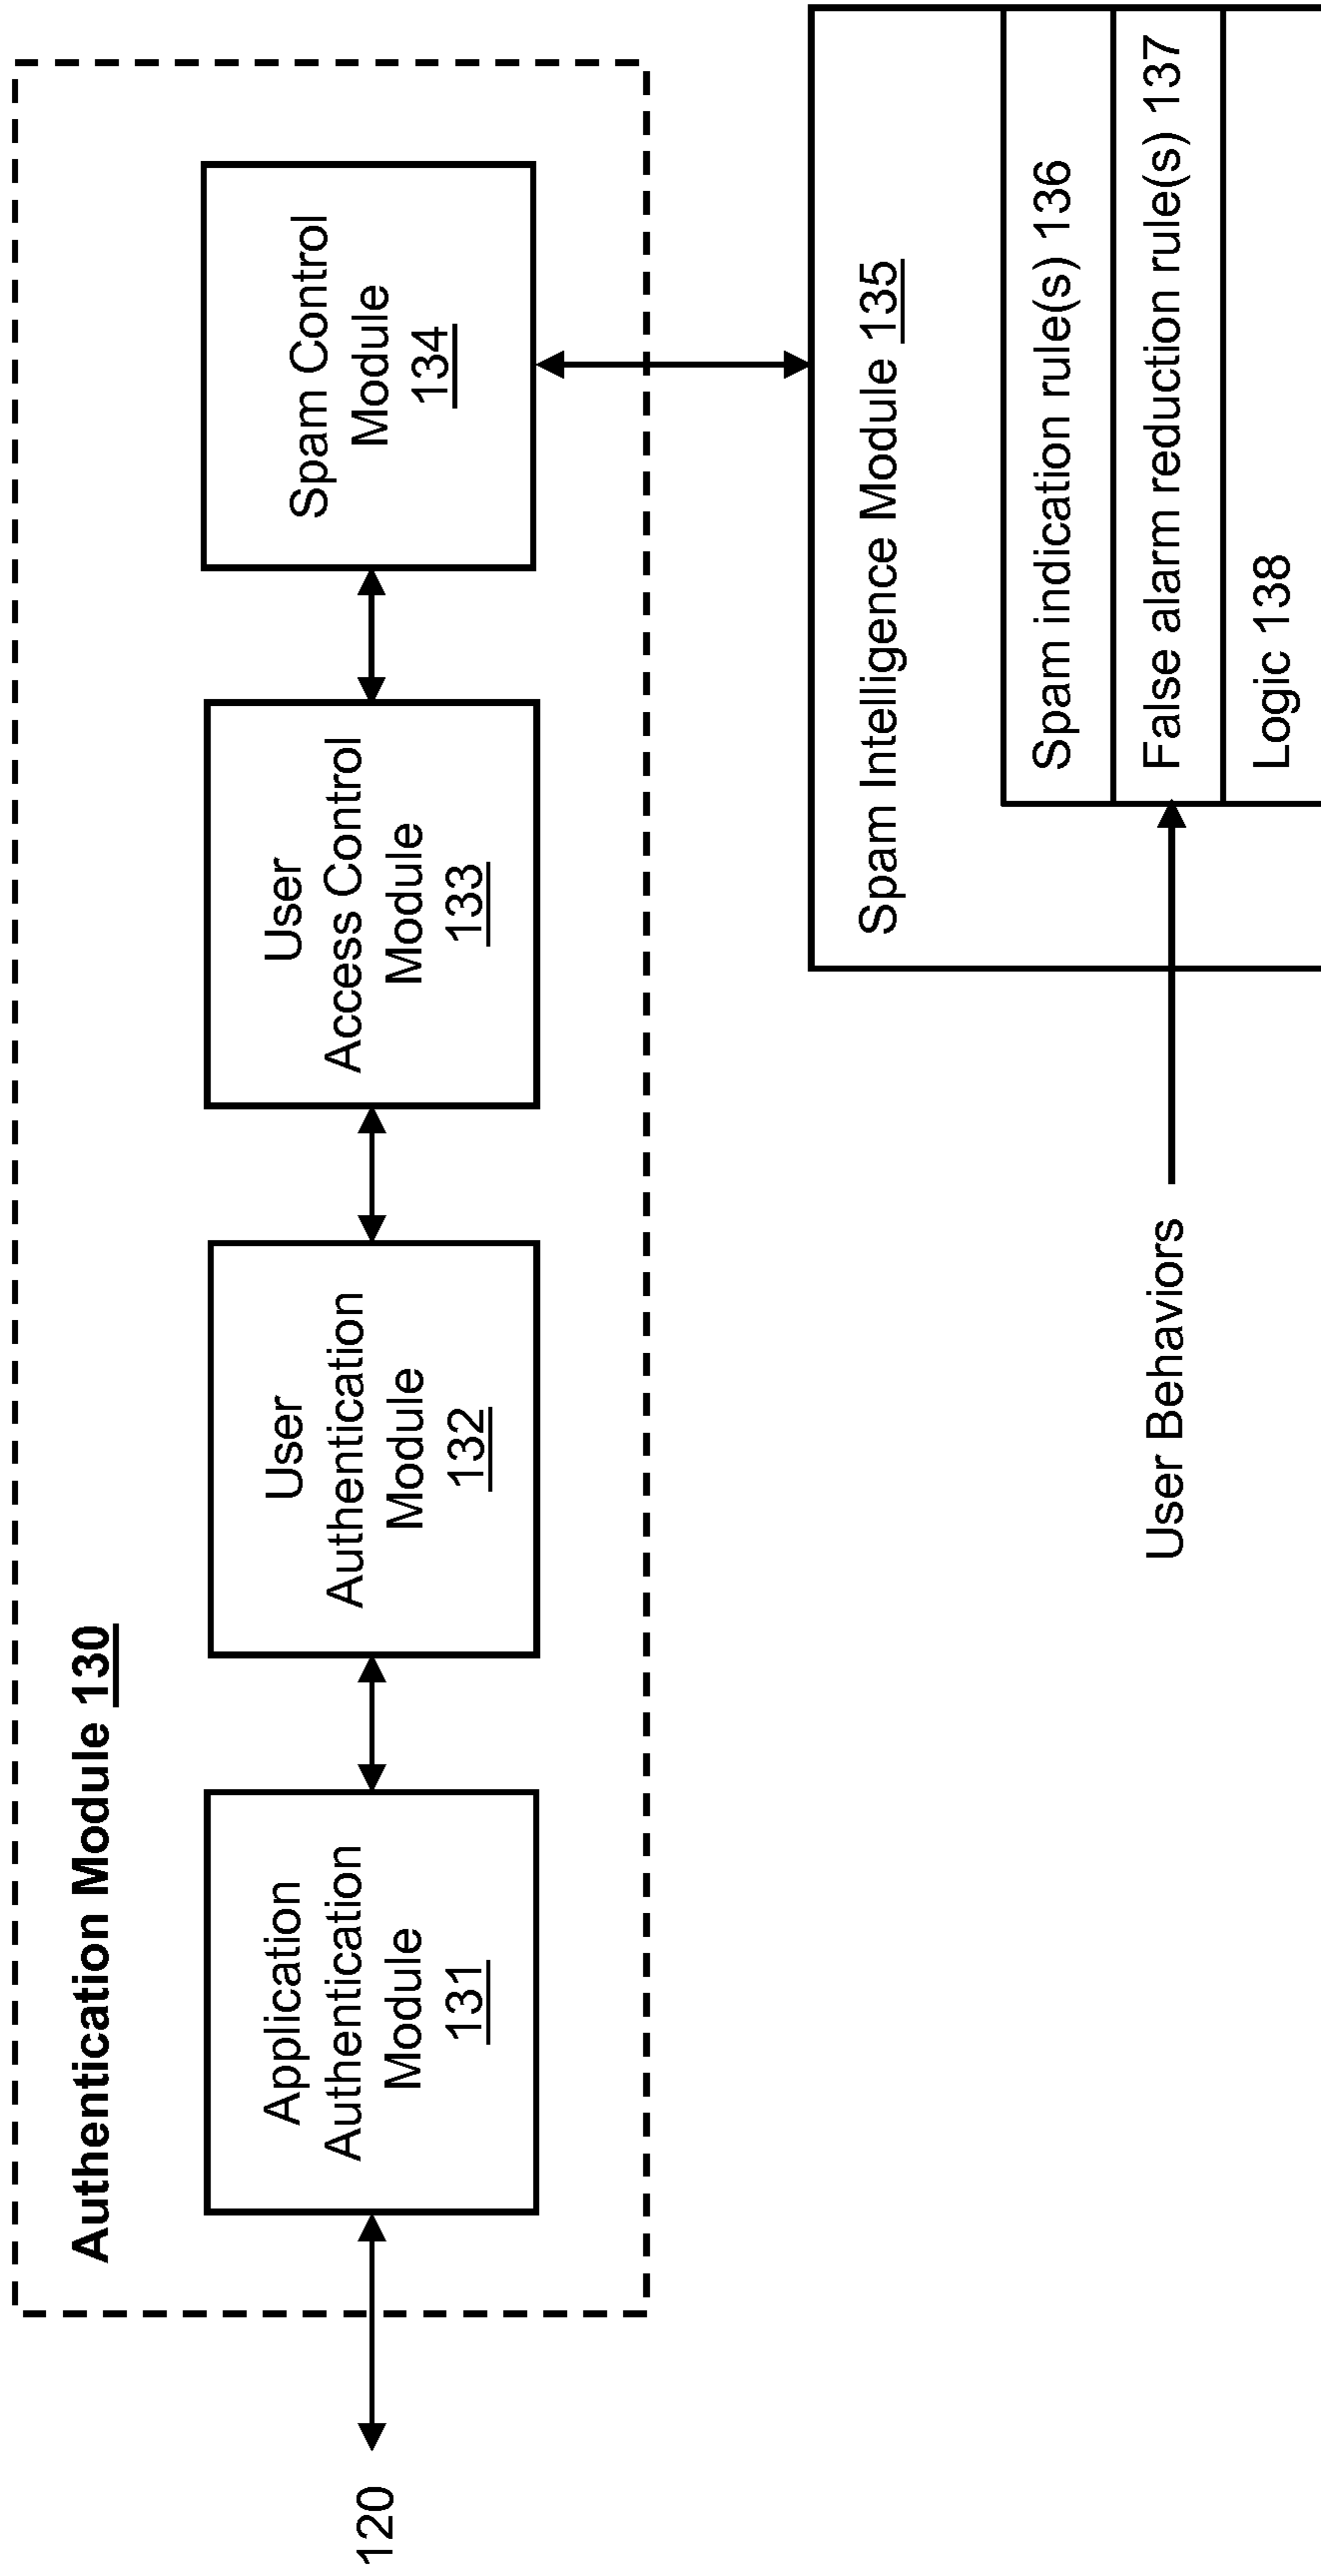 Authentication Module 130
120
Application
Authentication
Module
131
User
Authentication
Module
132
User
Access Control
Module
133
Spam Control
Module
134
Spam Intelligence Module 135
Spam indication rule(s) 136
False alarm reduction rule(s) 137
Logic 138
User Behaviors